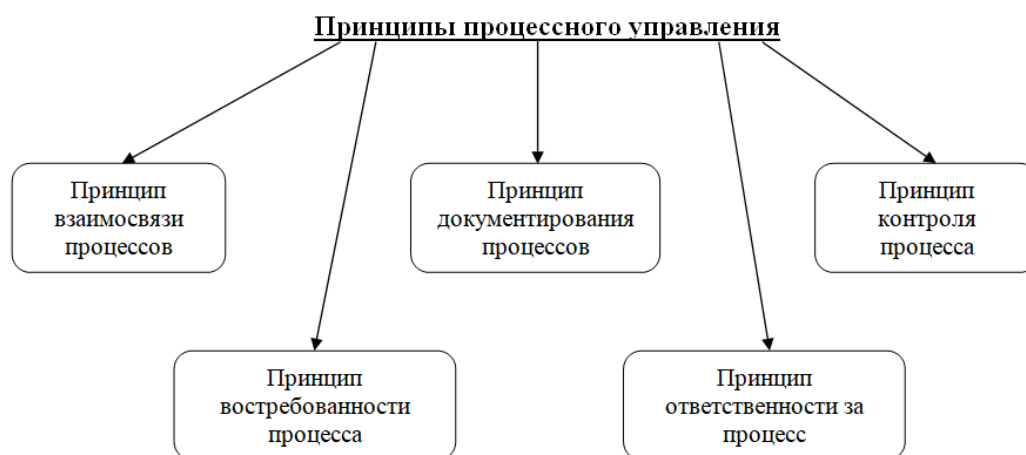 Принципы процессного управления
Принцип
взаимосвязи
процессов
Принцип
документирования
процессов
Принцип
контроля
процесса
Принцип
востребованности
процесса
Принцип
ответственности за
процесс